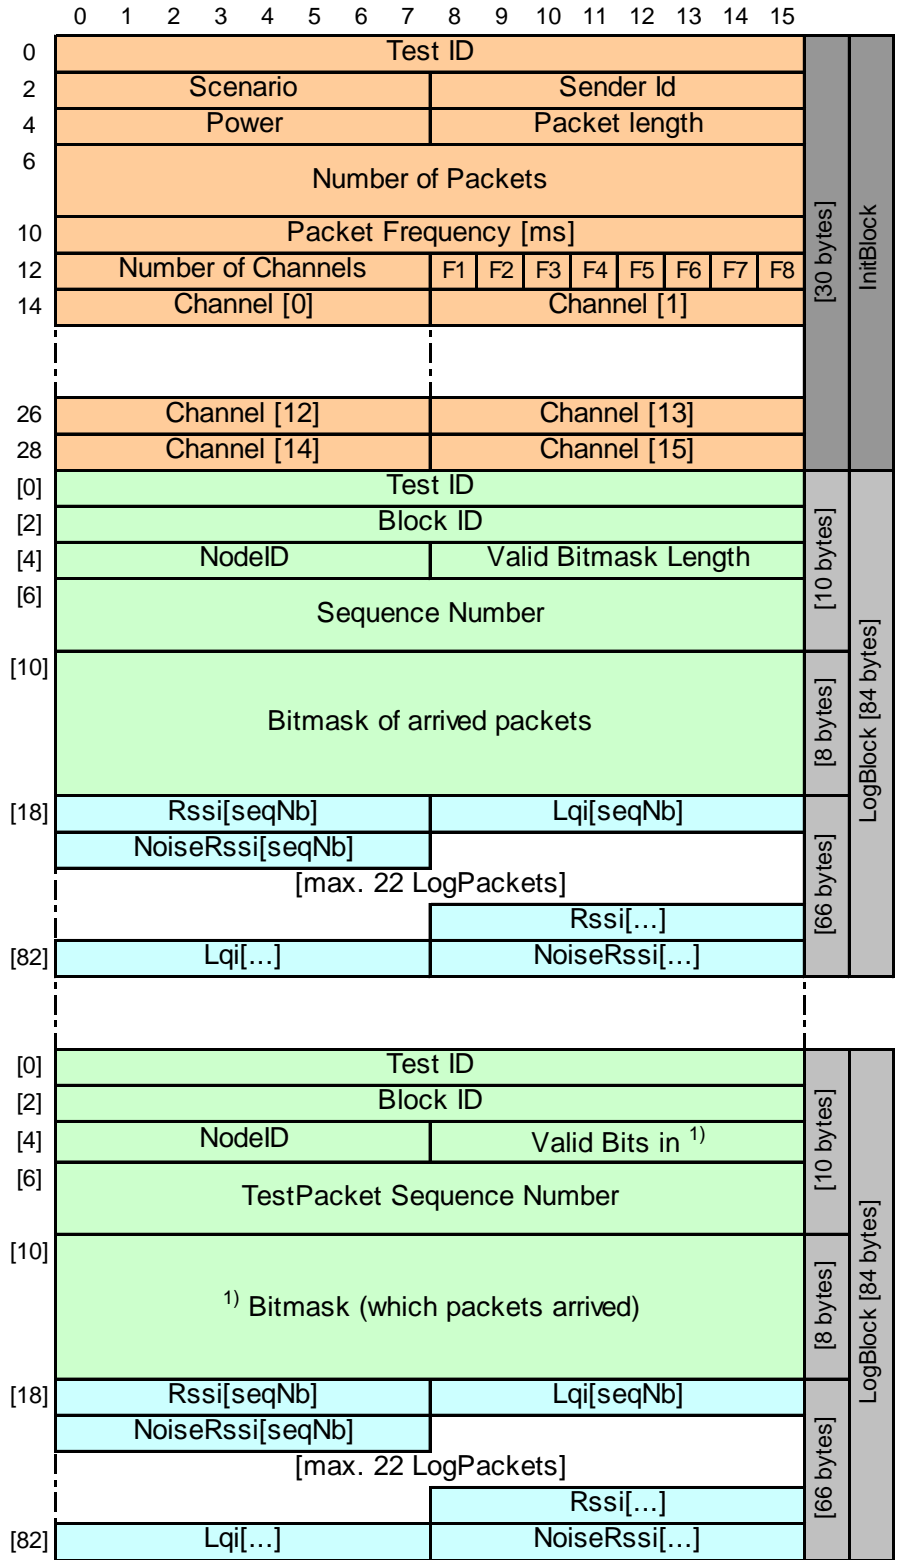 0 1 2 3 4 5 6 7 8 9 10 11 12 13 14 15
0 Test ID
2 Scenario Sender Id
4 Power Packet length
6 Number of Packets
10 Packet Frequency [ms]
12 Number of Channels F1 F2 F3 F4 F5 F6 F7 F8
14 Channel [0] Channel [1]
26 Channel [12] Channel [13]
28 Channel [14] Channel [15]
[30 bytes]
InitBlock
[0] Test ID
[2] Block ID
[4] NodeID Valid Bitmask Length
[6] Sequence Number
[10 bytes]
[10] Bitmask of arrived packets
[8 bytes]
[18] Rssi[seqNb] Lqi[seqNb]
NoiseRssi[seqNb]
[max. 22 LogPackets]
Rssi[...]
[82] Lqi[...] NoiseRssi[...]
[66 bytes]
LogBlock [84 bytes]
[0] Test ID
[2] Block ID
[4] NodeID Valid Bits in 1)
[6] TestPacket Sequence Number
[10 bytes]
[10] 1) Bitmask (which packets arrived)
[8 bytes]
[18] Rssi[seqNb] Lqi[seqNb]
NoiseRssi[seqNb]
[max. 22 LogPackets]
Rssi[...]
[82] Lqi[...] NoiseRssi[...]
[66 bytes]
LogBlock [84 bytes]